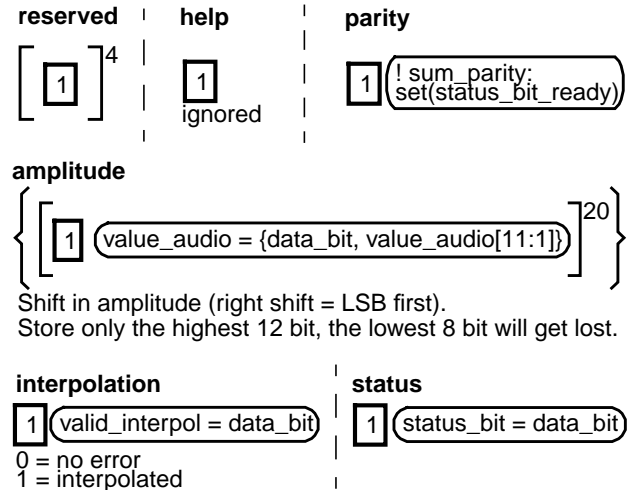 reserved
help
parity
1
4
1
ignored
1
! sum_parity:
set(status_bit_ready)
amplitude
1
value_audio = {data_bit, value_audio[11:1]}
20
Shift in amplitude (right shift = LSB first).
Store only the highest 12 bit, the lowest 8 bit will get lost.
interpolation
1
valid_interpol = data_bit
0 = no error
1 = interpolated
status
1
status_bit = data_bit